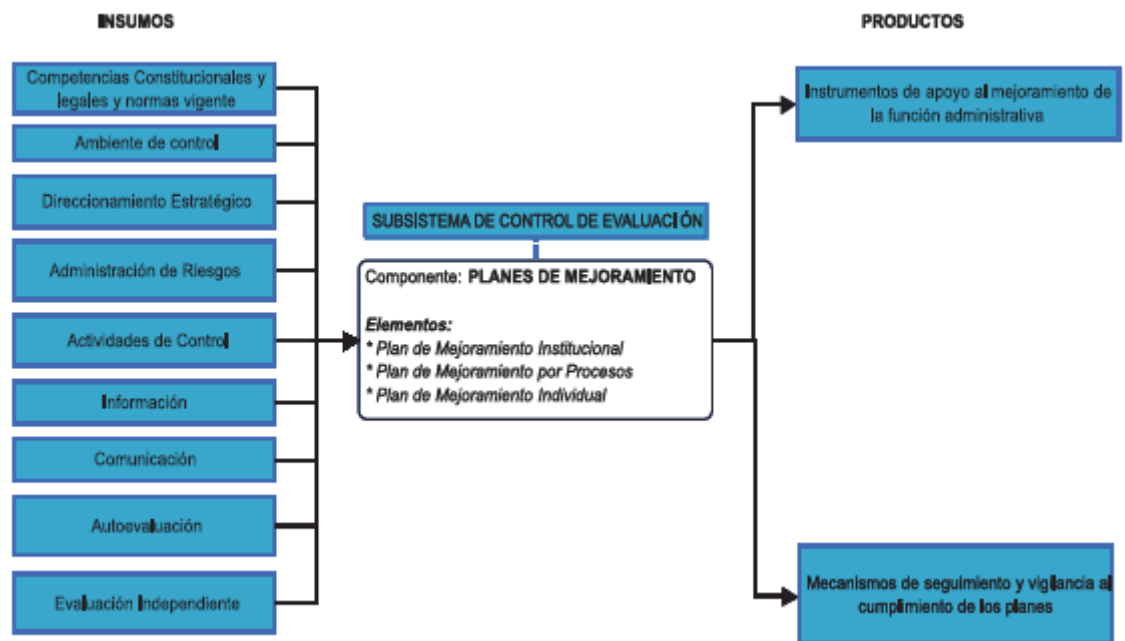 INSUMOS
Competencias Constitucionales y
legales y normas vigente
Ambiente de control
Direccionamiento Estratégico
Administración de Riesgos
Actividades de Control
Información
Comunicación
Autoevaluación
Evaluación Independiente
SUBSISTEMA DE CONTROL DE EVALUACIÓN
Componente: PLANES DE MEJORAMIENTO
Elementos:
* Plan de Mejoramiento Institucional
* Plan de Mejoramiento por Procesos
* Plan de Mejoramiento Individual
PRODUCTOS
Instrumentos de apoyo al mejoramiento de
la función administrativa
Mecanismos de seguimiento y vigilancia al
cumplimiento de los planes